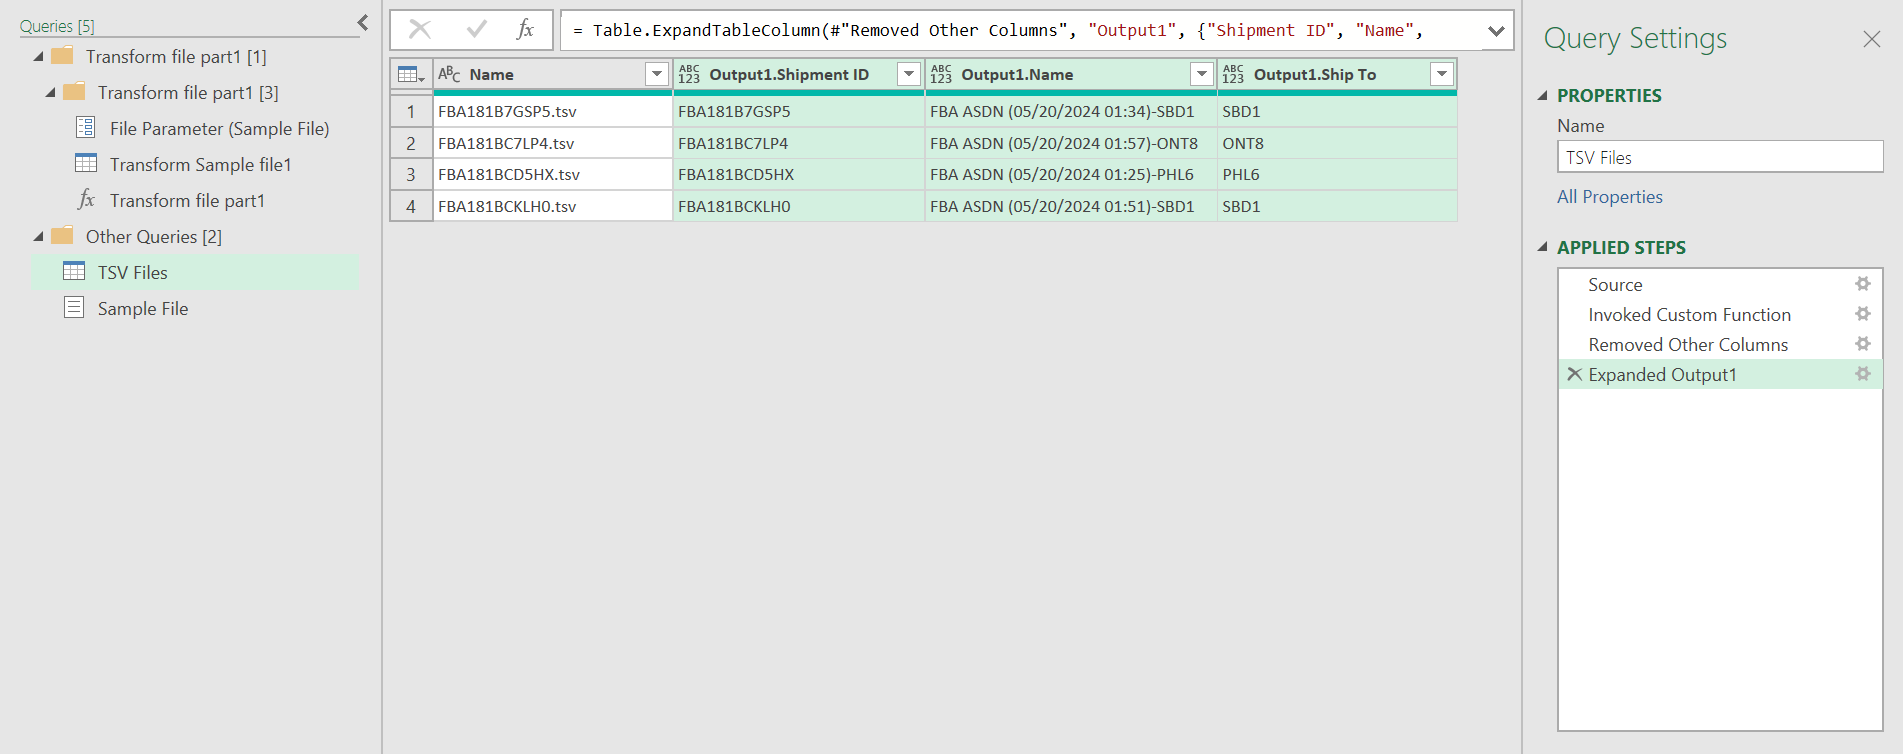 Queries [5]
Transform file part1 [1]
Transform file part1 [3]
File Parameter (Sample File)
Transform Sample file1
fx Transform file part1
Other Queries [2]
TSV Files
Sample File
fx = Table.ExpandTableColumn(#"Removed Other Columns", "Output1", {"Shipment ID", "Name",
ABC Name ABC 123 Output1.Shipment ID ABC 123 Output1.Name ABC 123 Output1.Ship To
1 FBA181B7GSP5.tsv FBA181B7GSP5 FBA ASDN (05/20/2024 01:34)-SBD1 SBD1
2 FBA181BC7LP4.tsv FBA181BC7LP4 FBA ASDN (05/20/2024 01:57)-ONT8 ONT8
3 FBA181BCD5HX.tsv FBA181BCD5HX FBA ASDN (05/20/2024 01:25)-PHL6 PHL6
4 FBA181BCKLH0.tsv FBA181BCKLH0 FBA ASDN (05/20/2024 01:51)-SBD1 SBD1
Query Settings
PROPERTIES
Name
TSV Files
All Properties
APPLIED STEPS
Source
Invoked Custom Function
Removed Other Columns
Expanded Output1